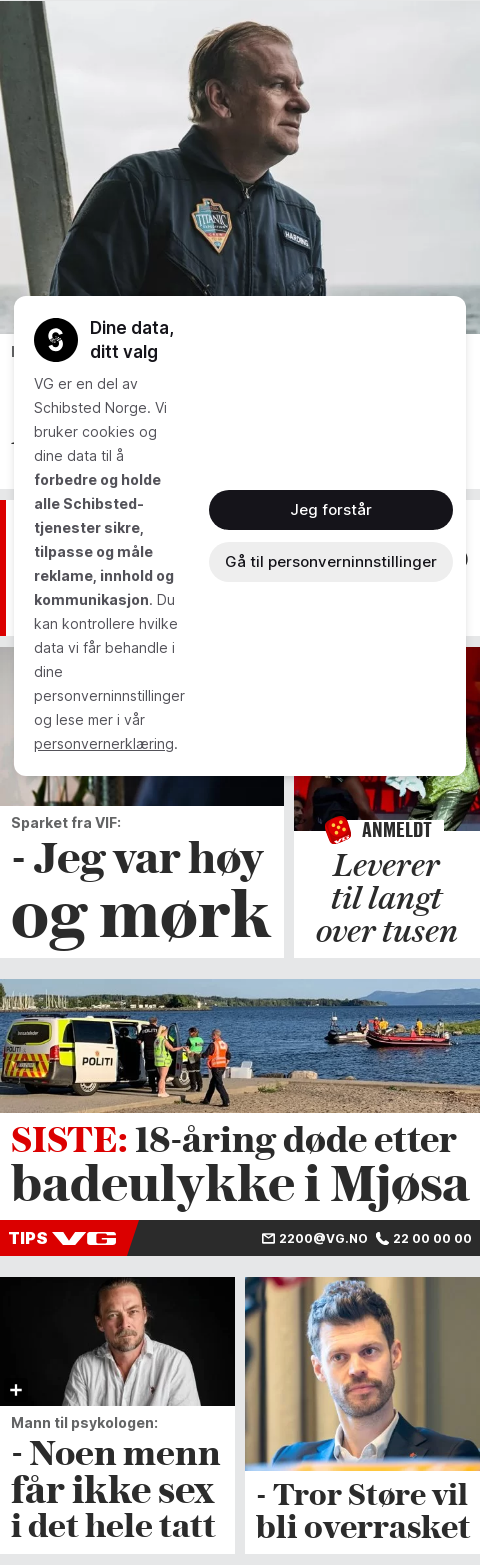 TITANIC
HARDING
Dine data,
ditt valg
VG er en del av
Schibsted Norge. Vi
bruker cookies og
dine data til å
forbedre og holde
alle Schibsted-
tjenester sikre,
tilpasse og måle
reklame, innhold og
kommunikasjon. Du
kan kontrollere hvilke
data vi får behandle i
dine
personverninnstillinger
og lese mer i vår
personvernerklæring.
Jeg forstår
Gå til personverninnstillinger
Sparket fra VIF:
- Jeg var høy
og mørk
VG
ANMELDT
Leverer
til langt
over tusen
POLITI
POLITI
SISTE: 18-åring døde etter
badeulykke i Mjøsa
TIPS VG
2200@VG.NO
22 00 00 00
Mann til psykologen:
- Noen menn
får ikke sex
i det hele tatt
- Tror Støre vil
bli overrasket